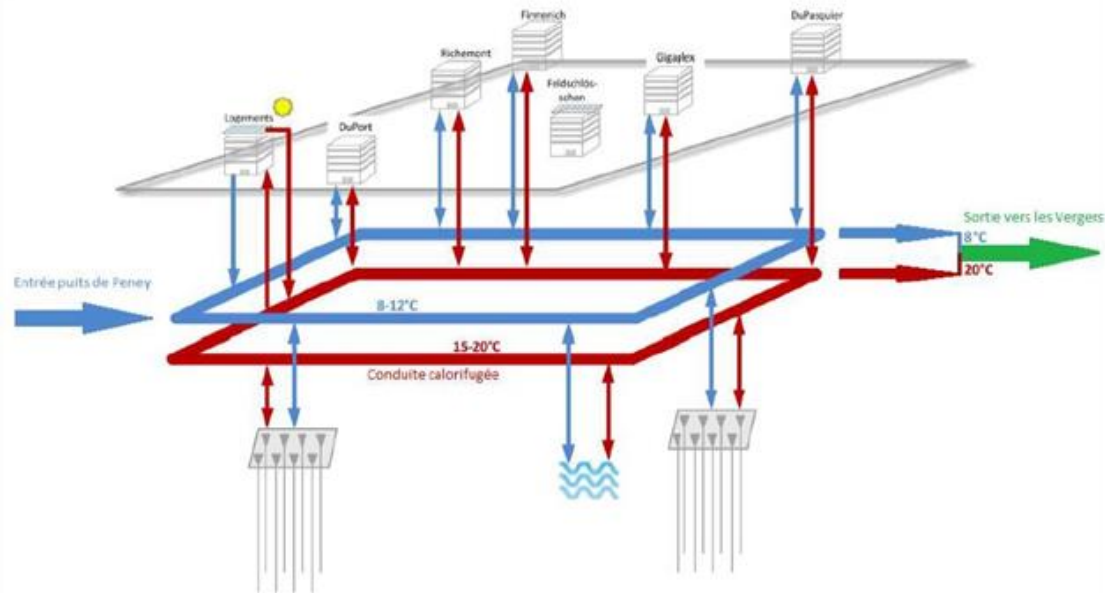 Firmenich
DuPasquier
Richemont
Gigaplex
Feldschlös-
schen
Logements
DuPort
Sortie vers les Vergers
8°C
20°C
Entrée puits de Peney
8-12°C
15-20°C
Conduite calorifugée